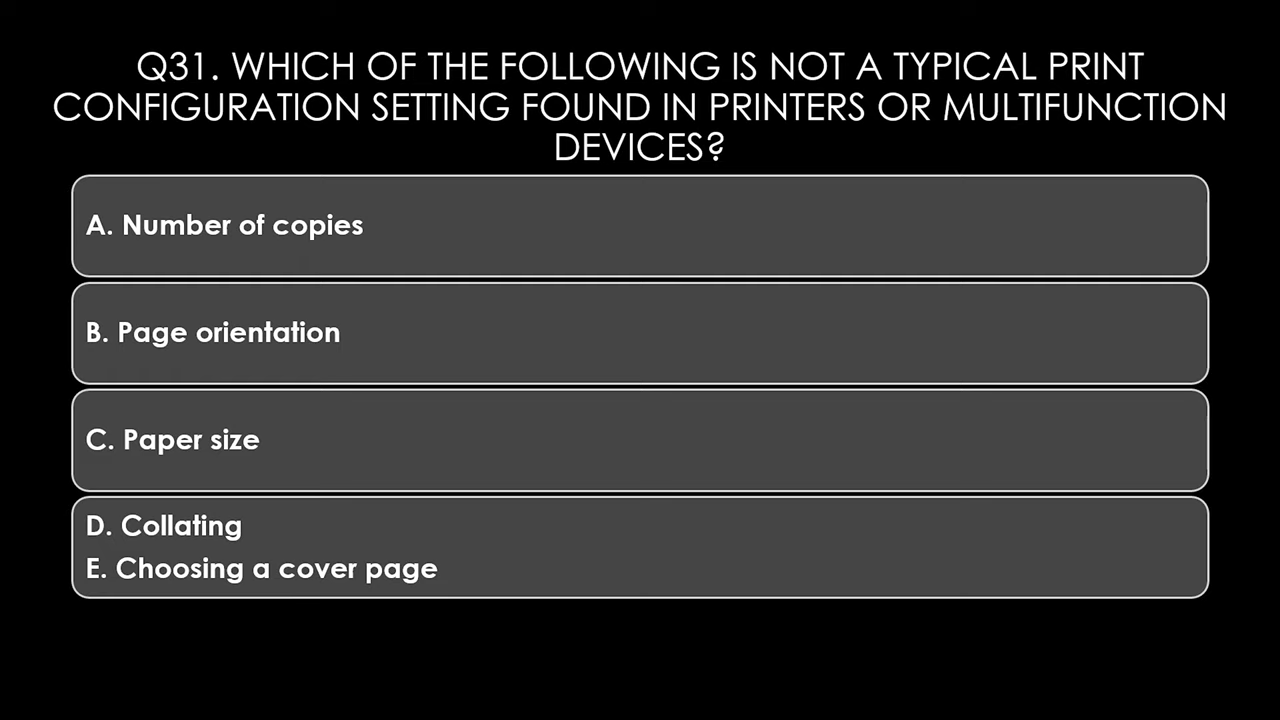 Q31. WHICH OF THE FOLLOWING IS NOT A TYPICAL PRINT
CONFIGURATION SETTING FOUND IN PRINTERS OR MULTIFUNCTION
DEVICES?
A. Number of copies
B. Page orientation
C. Paper size
D. Collating
E. Choosing a cover page